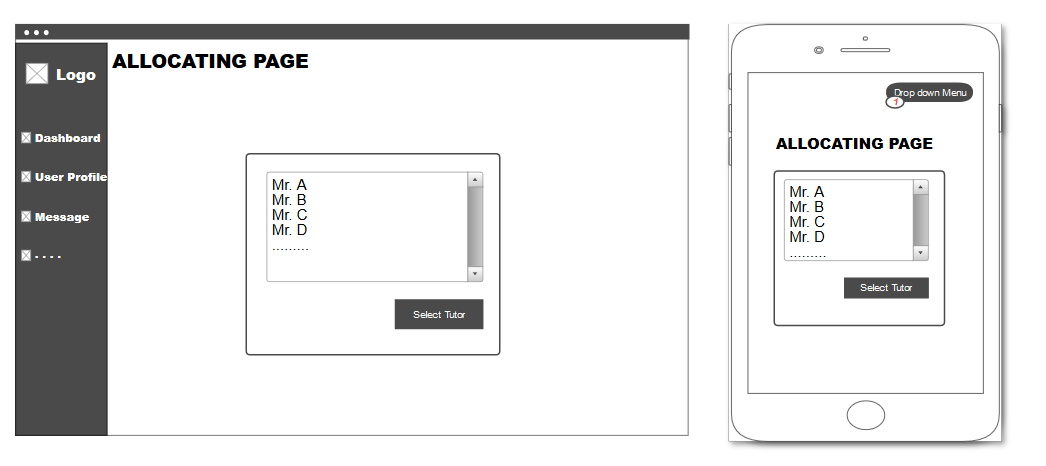 Logo
ALLOCATING PAGE
Dashboard
User Profile
Message
- - - -
Mr. A
Mr. B
Mr. C
Mr. D
.........
Select Tutor
Drop down Menu
1
ALLOCATING PAGE
Mr. A
Mr. B
Mr. C
Mr. D
.........
Select Tutor